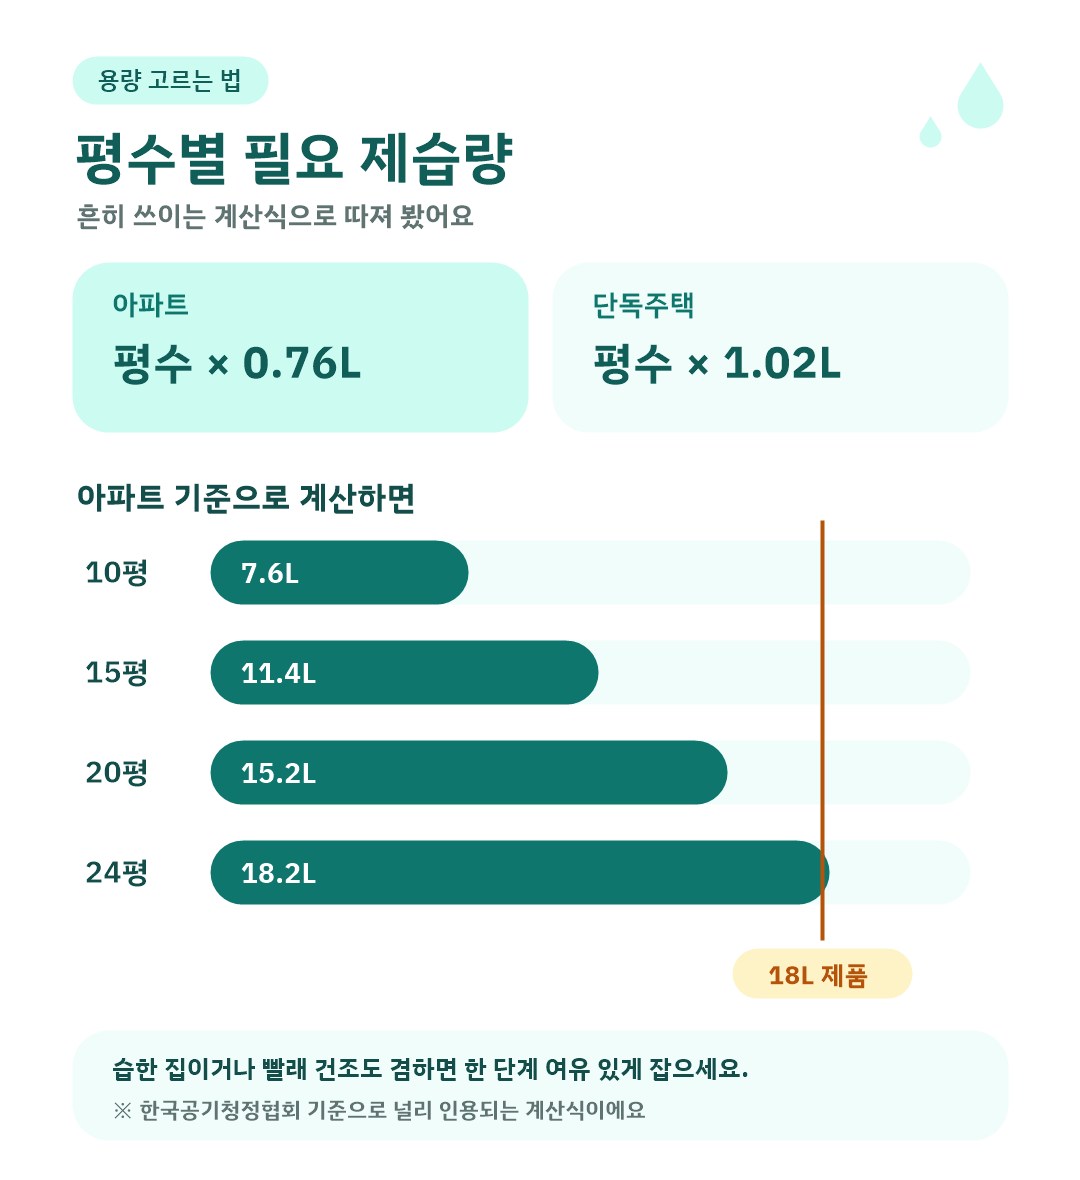 용량 고르는 법
평수별 필요 제습량
흔히 쓰이는 계산식으로 따져 봤어요
아파트
평수 × 0.76L
단독주택
평수 × 1.02L
아파트 기준으로 계산하면
10평 7.6L
15평 11.4L
20평 15.2L
24평 18.2L
18L 제품
습한 집이거나 빨래 건조도 겸하면 한 단계 여유 있게 잡으세요.
※ 한국공기청정협회 기준으로 널리 인용되는 계산식이에요